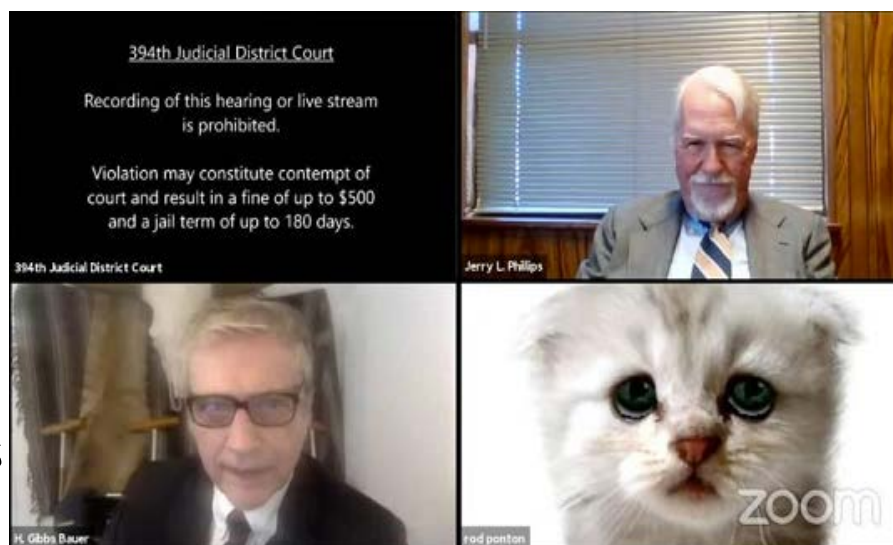 394th Judicial District Court
Recording of this hearing or live stream
is prohibited.
Violation may constitute contempt of
court and result in a fine of up to $500
and a jail term of up to 180 days.
394th Judicial District Court
Jerry L. Phillips
H. Gibbs Bauer
rod ponton
zoom